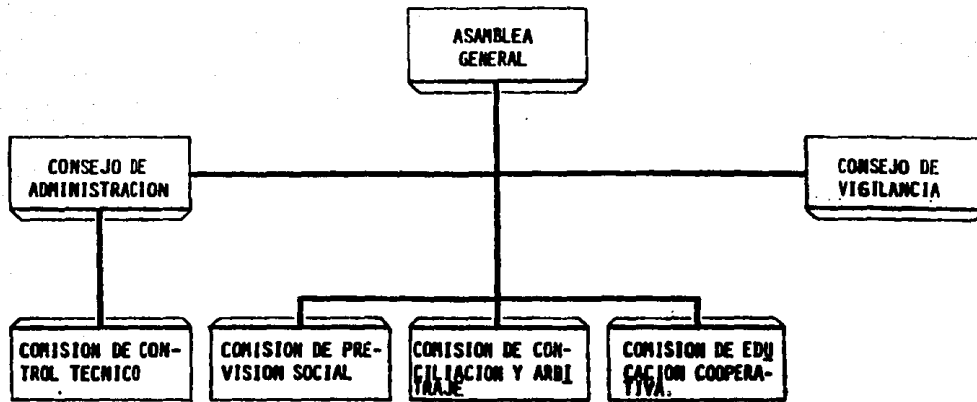 ASAMBLEA
GENERAL
CONSEJO DE
ADMINISTRACION
CONSEJO DE
VIGILANCIA
COMISION DE CON-
TROL TECNICO
COMISION DE PRE-
VISION SOCIAL
COMISION DE CON-
CILIACION Y ARBI
TRAJE
COMISION DE EDU
CACION COOPERA-
TIVA.